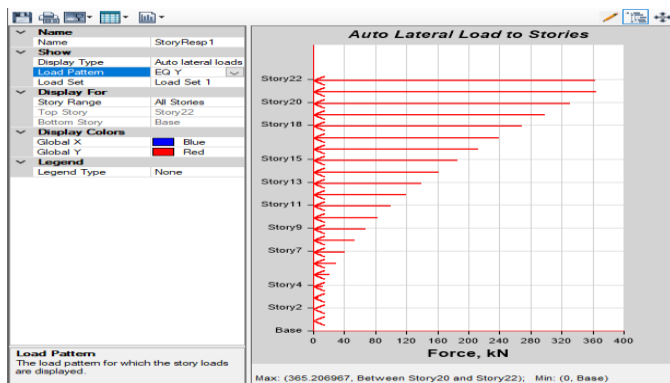 Name
Name StoryResp1
Show
Display Type Auto lateral loads
Load Pattern EQ Y
Load Set Load Set 1
Display For
Story Range All Stories
Top Story Story22
Bottom Story Base
Display Colors
Global X Blue
Global Y Red
Legend
Legend Type None
Load Pattern
The load pattern for which the story loads
are displayed.
Auto Lateral Load to Stories
Story22
Story20
Story18
Story15
Story13
Story11
Story9
Story7
Story4
Story2
Base
0 40 80 120 160 200 240 280 320 360 400
Force, kN
Max: (365.206967, Between Story20 and Story22); Min: (0, Base)